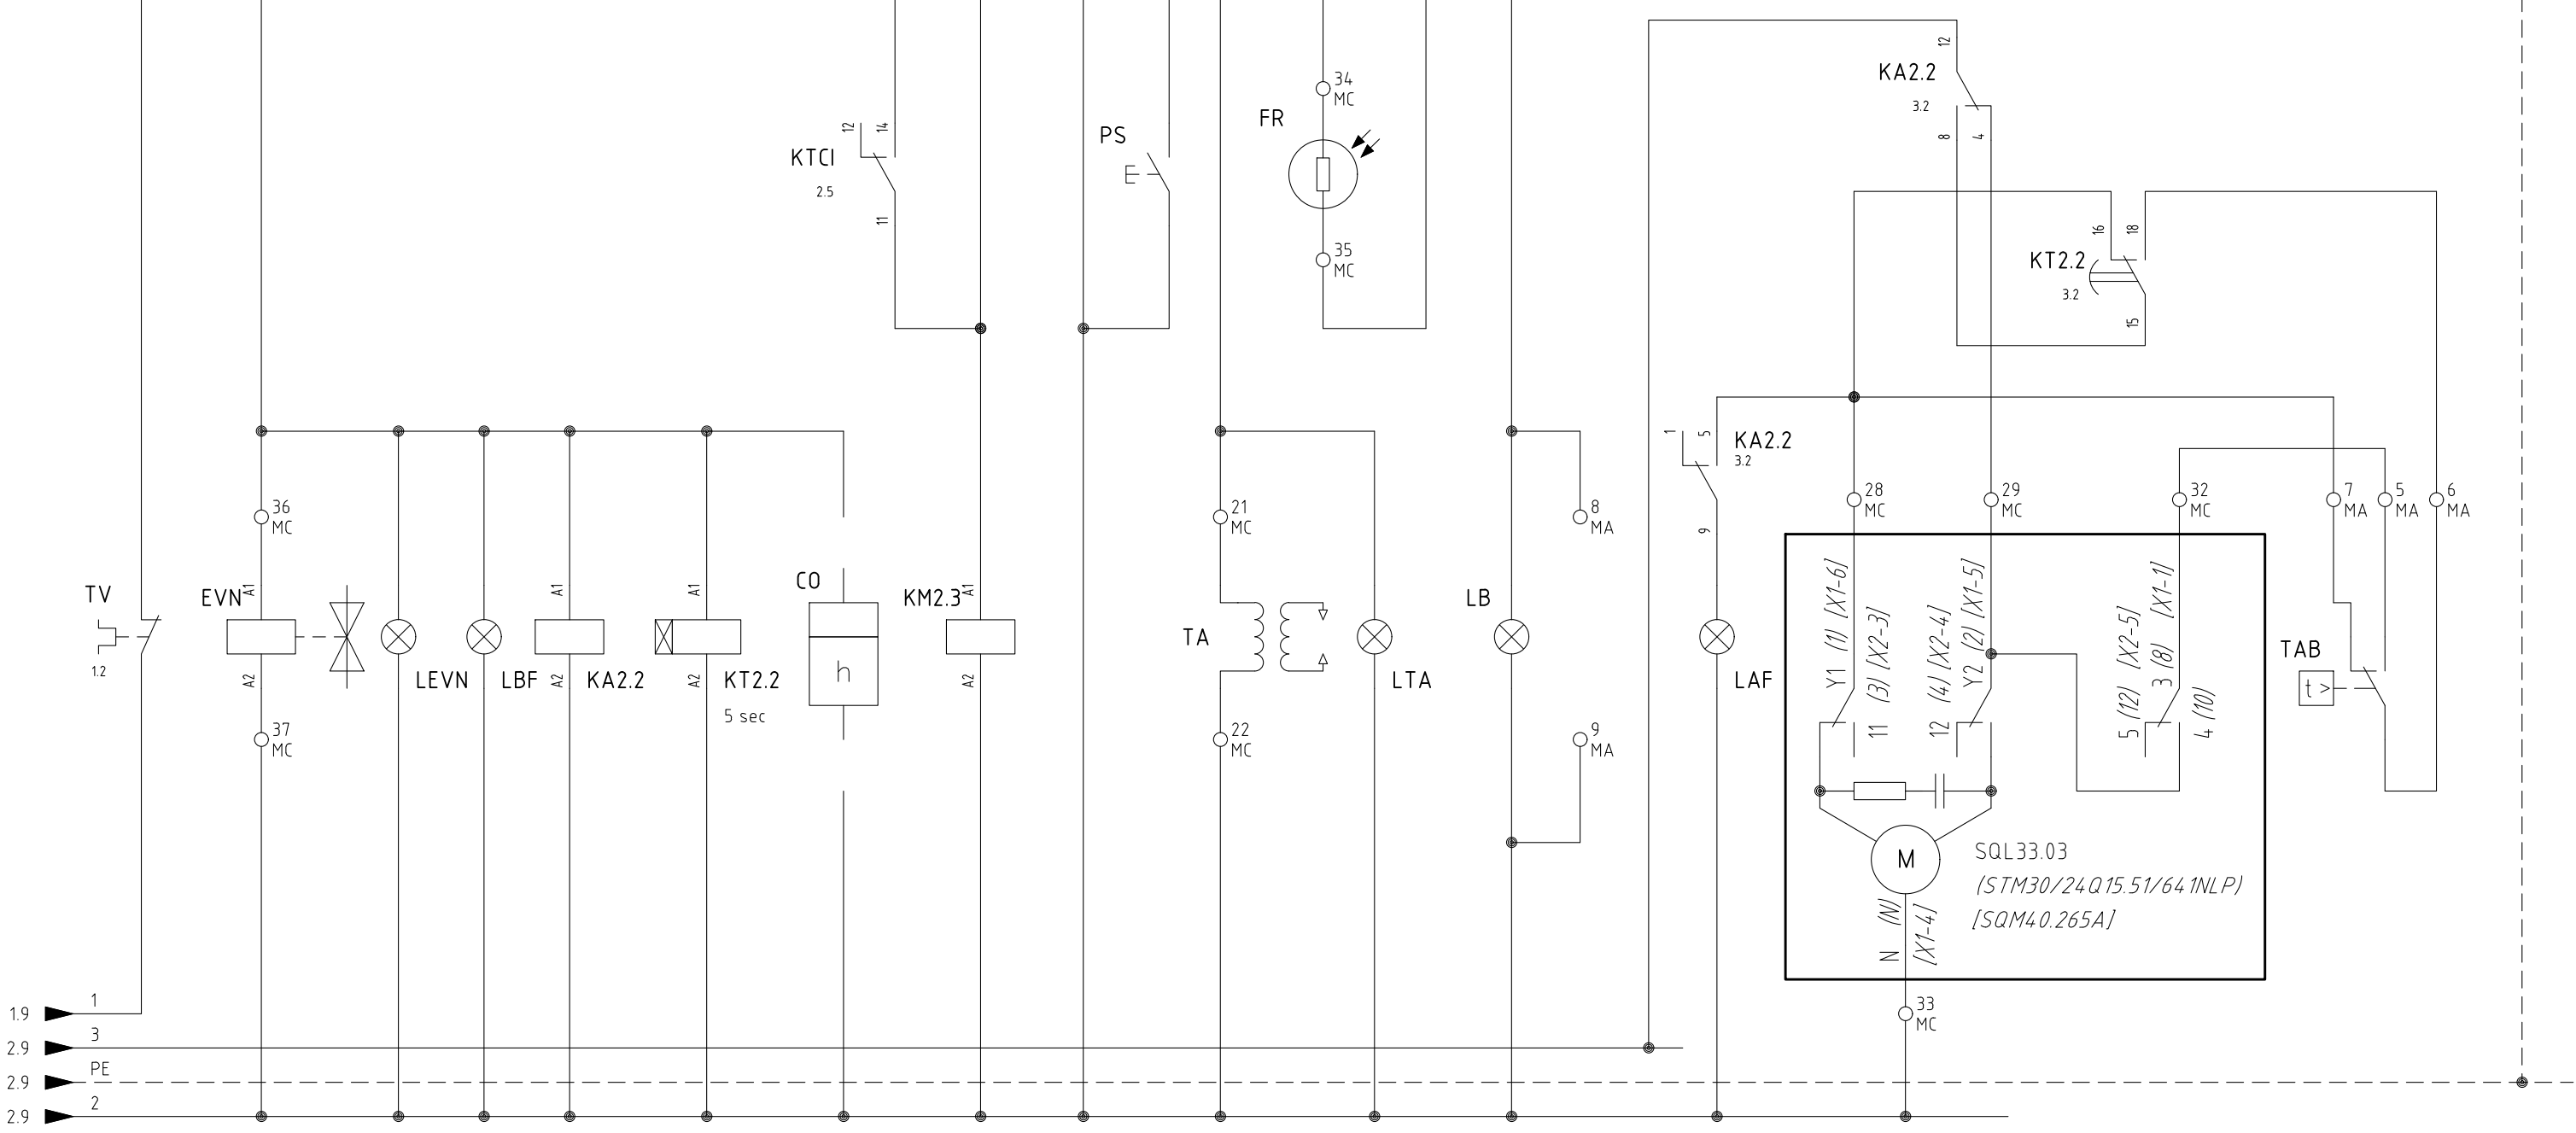 12
KA2.2
3.2
8
4
34
MC
FR
12
14
KTCI
2.5
11
PS
35
MC
16
18
KT2.2
3.2
15
1
5
KA2.2
3.2
9
36
MC
21
MC
8
MA
28
MC
29
MC
32
MC
7
MA
5
MA
6
MA
TV
1.2
EVN
A1
A2
LEVN
LBF
A1
A2
KA2.2
A1
A2
KT2.2
5 sec
CO
h
KM2.3
A1
A2
TA
LTA
LB
LAF
Y1 (1) [X1-6]
11 (3) [X2-3]
12 (4) [X2-4]
Y2 (2) [X1-5]
5 (12) [X2-5]
3 (8) [X1-1]
4 (10)
TAB
t >
37
MC
22
MC
9
MA
M
SQL33.03
(STM30/24Q15.51/641NLP)
[SQM40.265A]
N (N)
[X1-4]
33
MC
1.9 1
2.9 3
2.9 PE
2.9 2